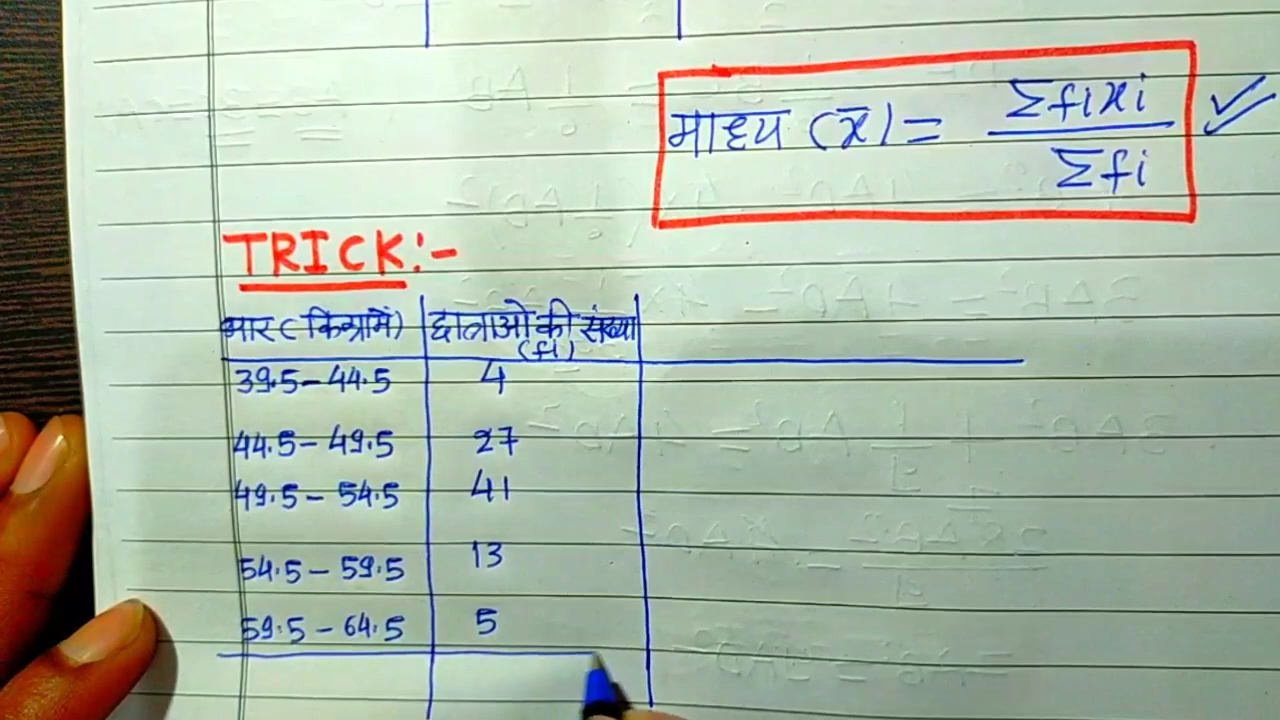 माध्य (x̄) = Σfixi / Σfi
TRICK:-
भार (किग्रा में) छात्राओ की संख्या (fi)
39.5 – 44.5 4
44.5 – 49.5 27
49.5 – 54.5 41
54.5 – 59.5 13
59.5 – 64.5 5